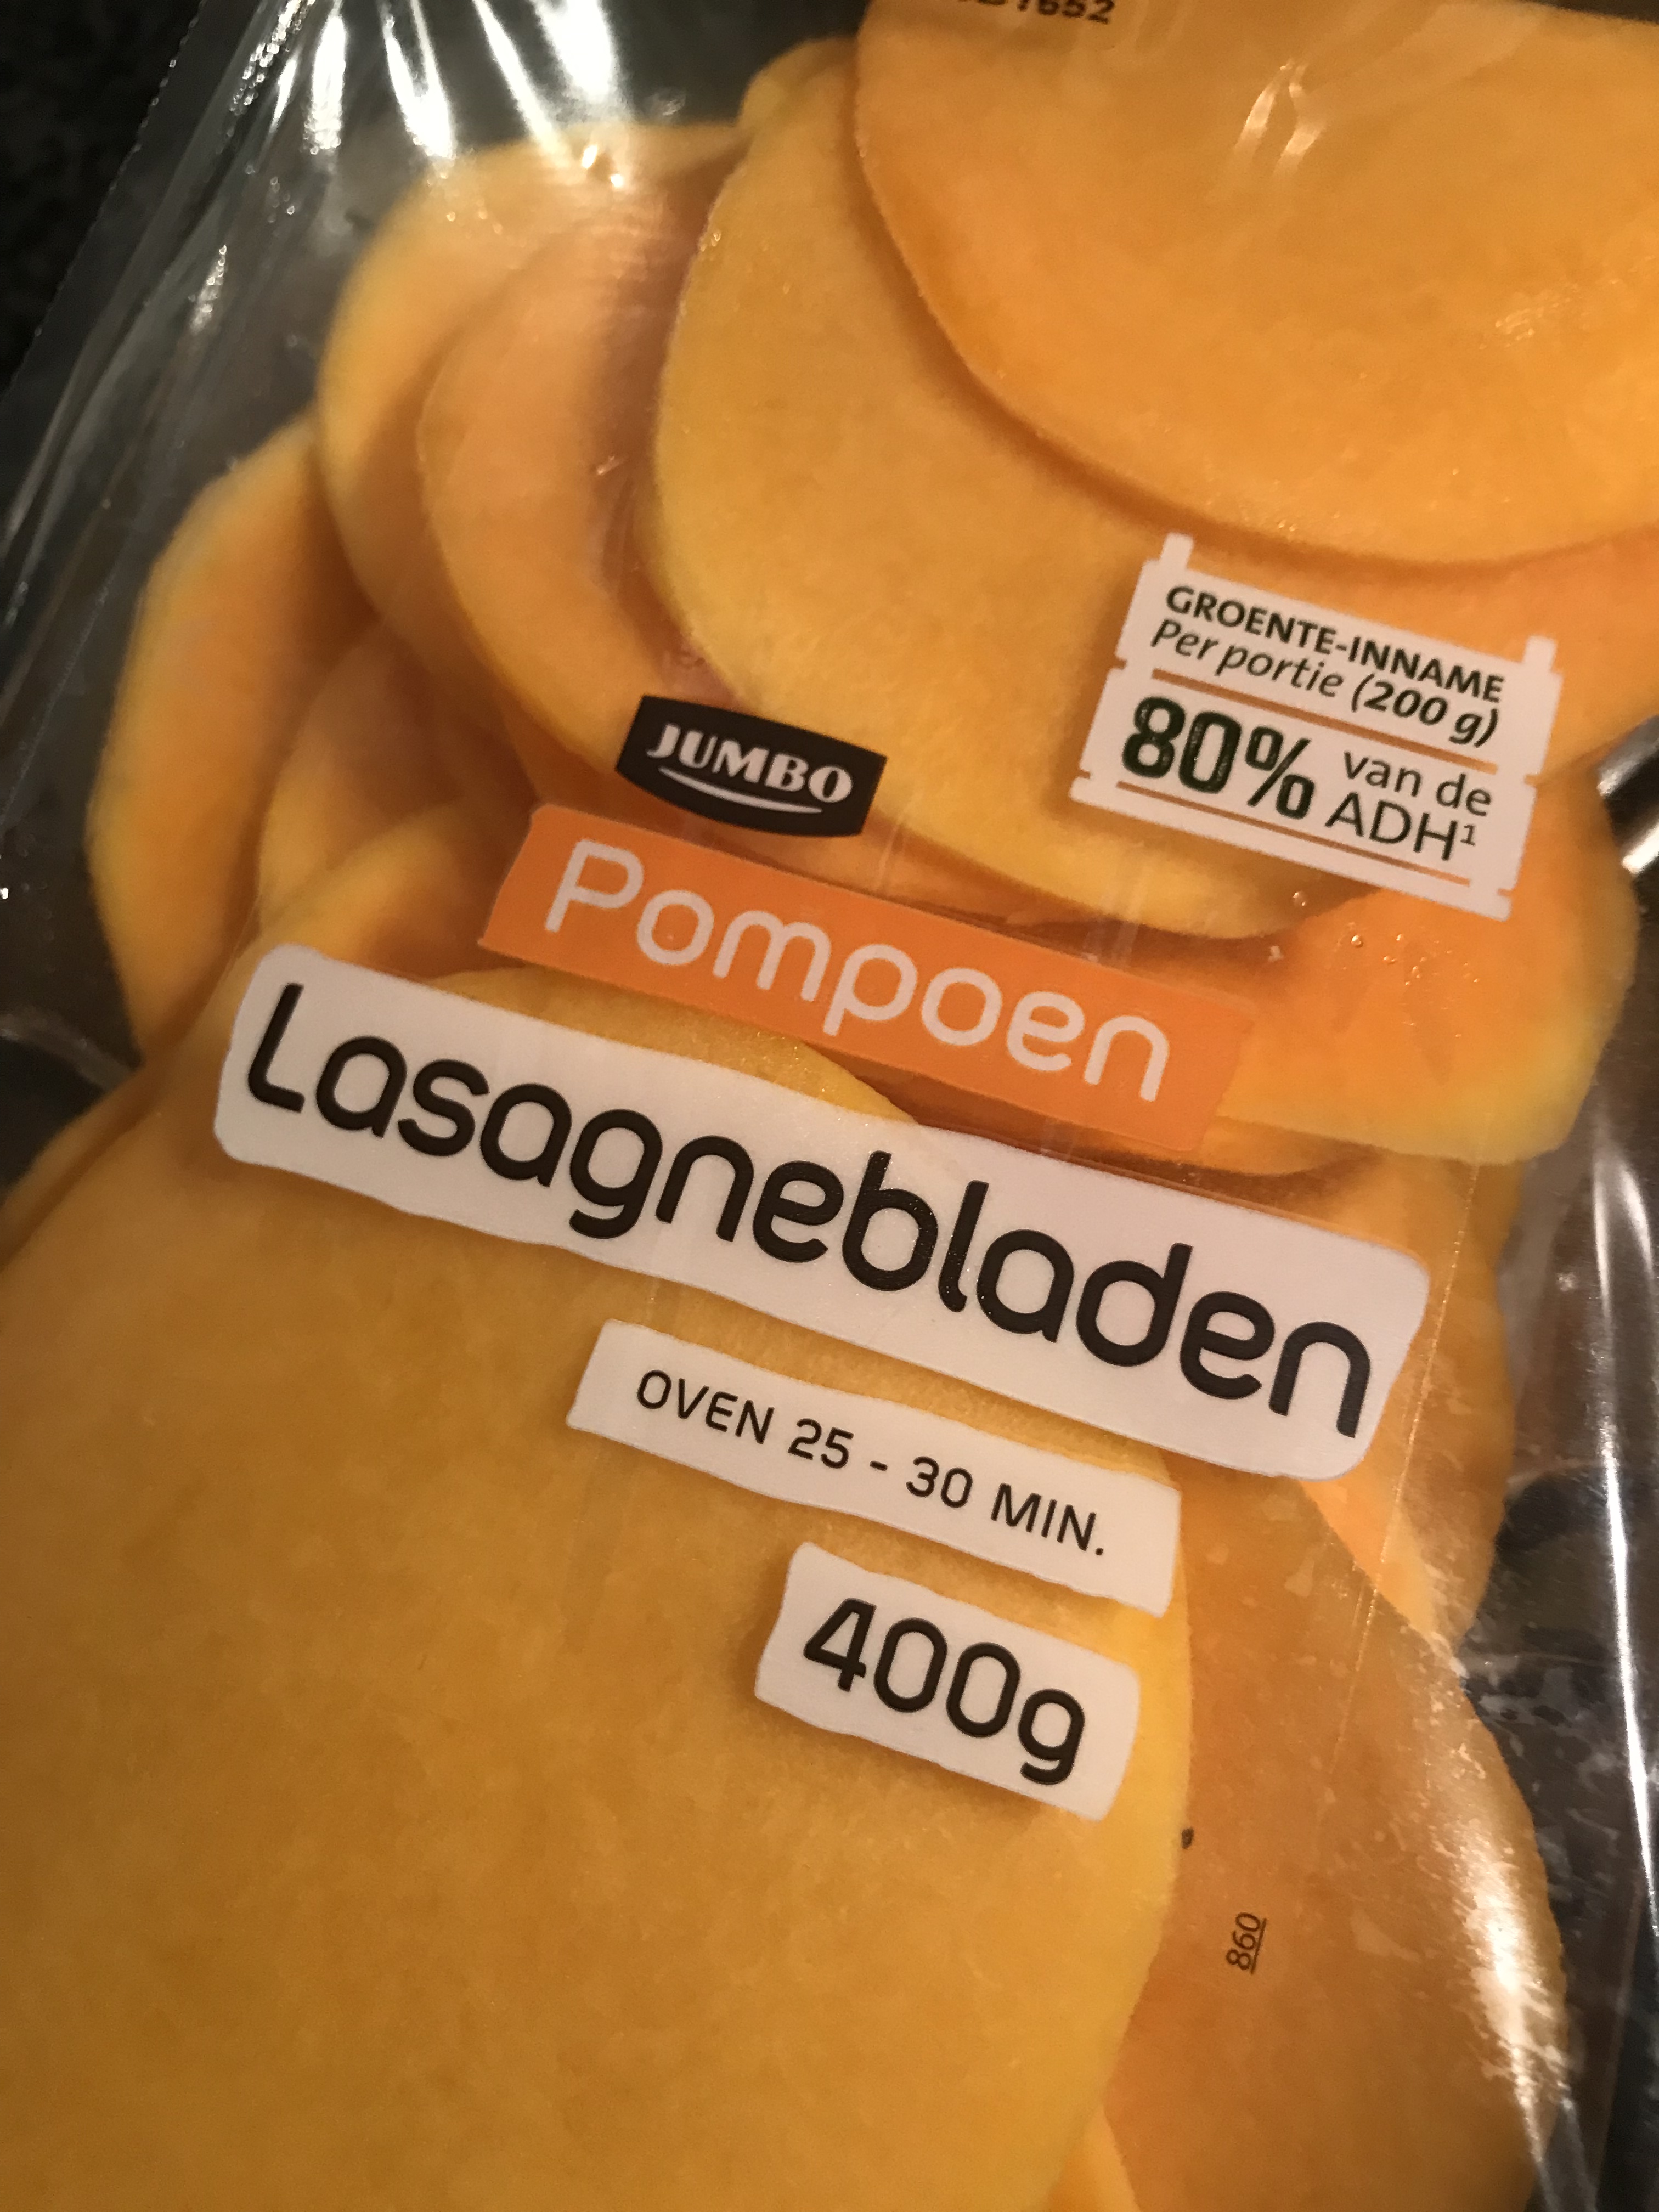 GROENTE-INNAME
Per portie (200 g)
80% van de
ADH¹
JUMBO
Pompoen
Lasagnebladen
OVEN 25 - 30 MIN.
400g
860